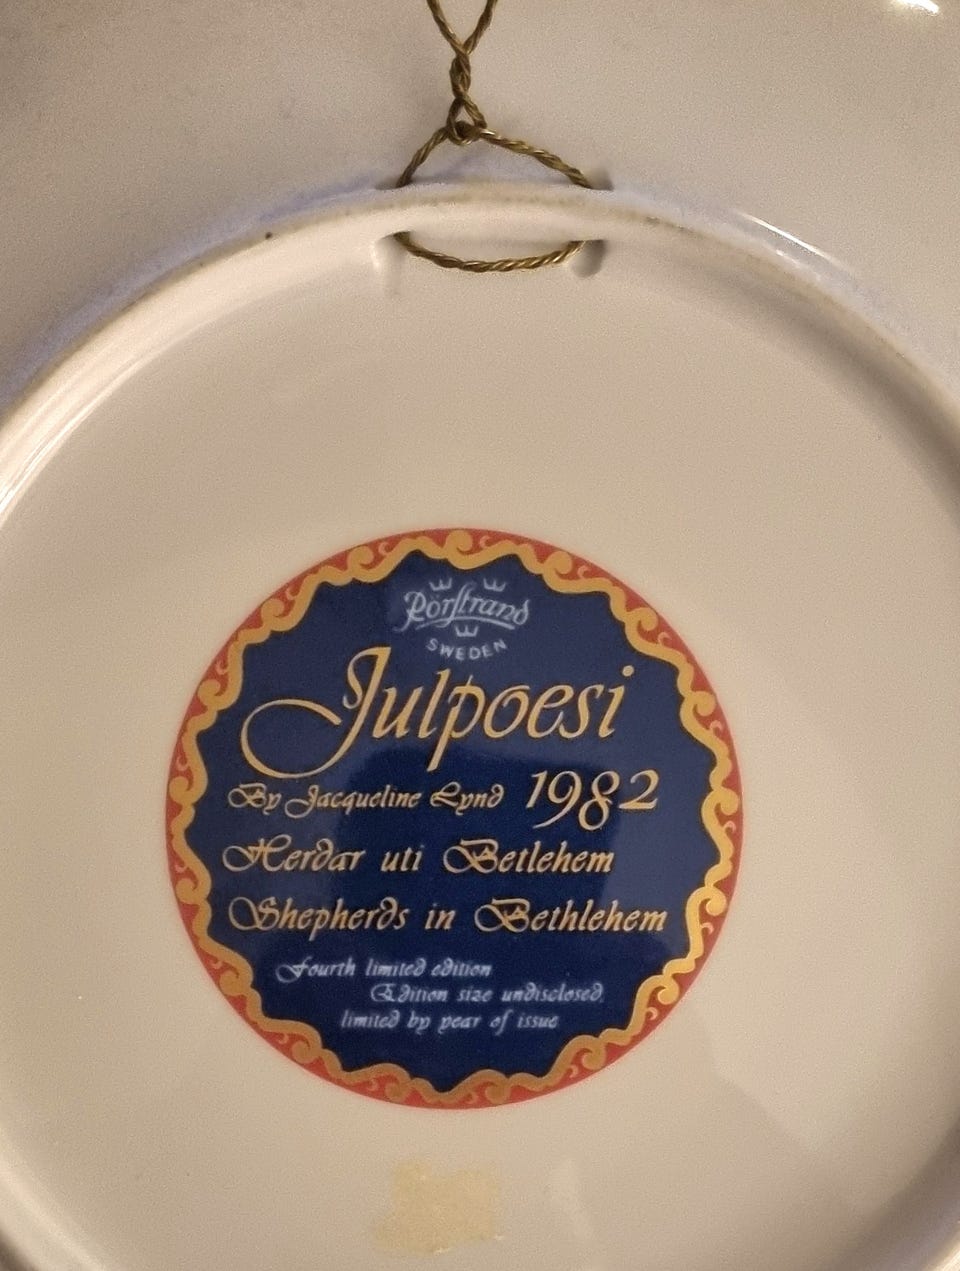 Rörstrand
SWEDEN
Julpoesi
By Jacqueline Lynd 1982
Herdar uti Betlehem
Shepherds in Bethlehem
Fourth limited edition
Edition size undisclosed,
limited by year of issue